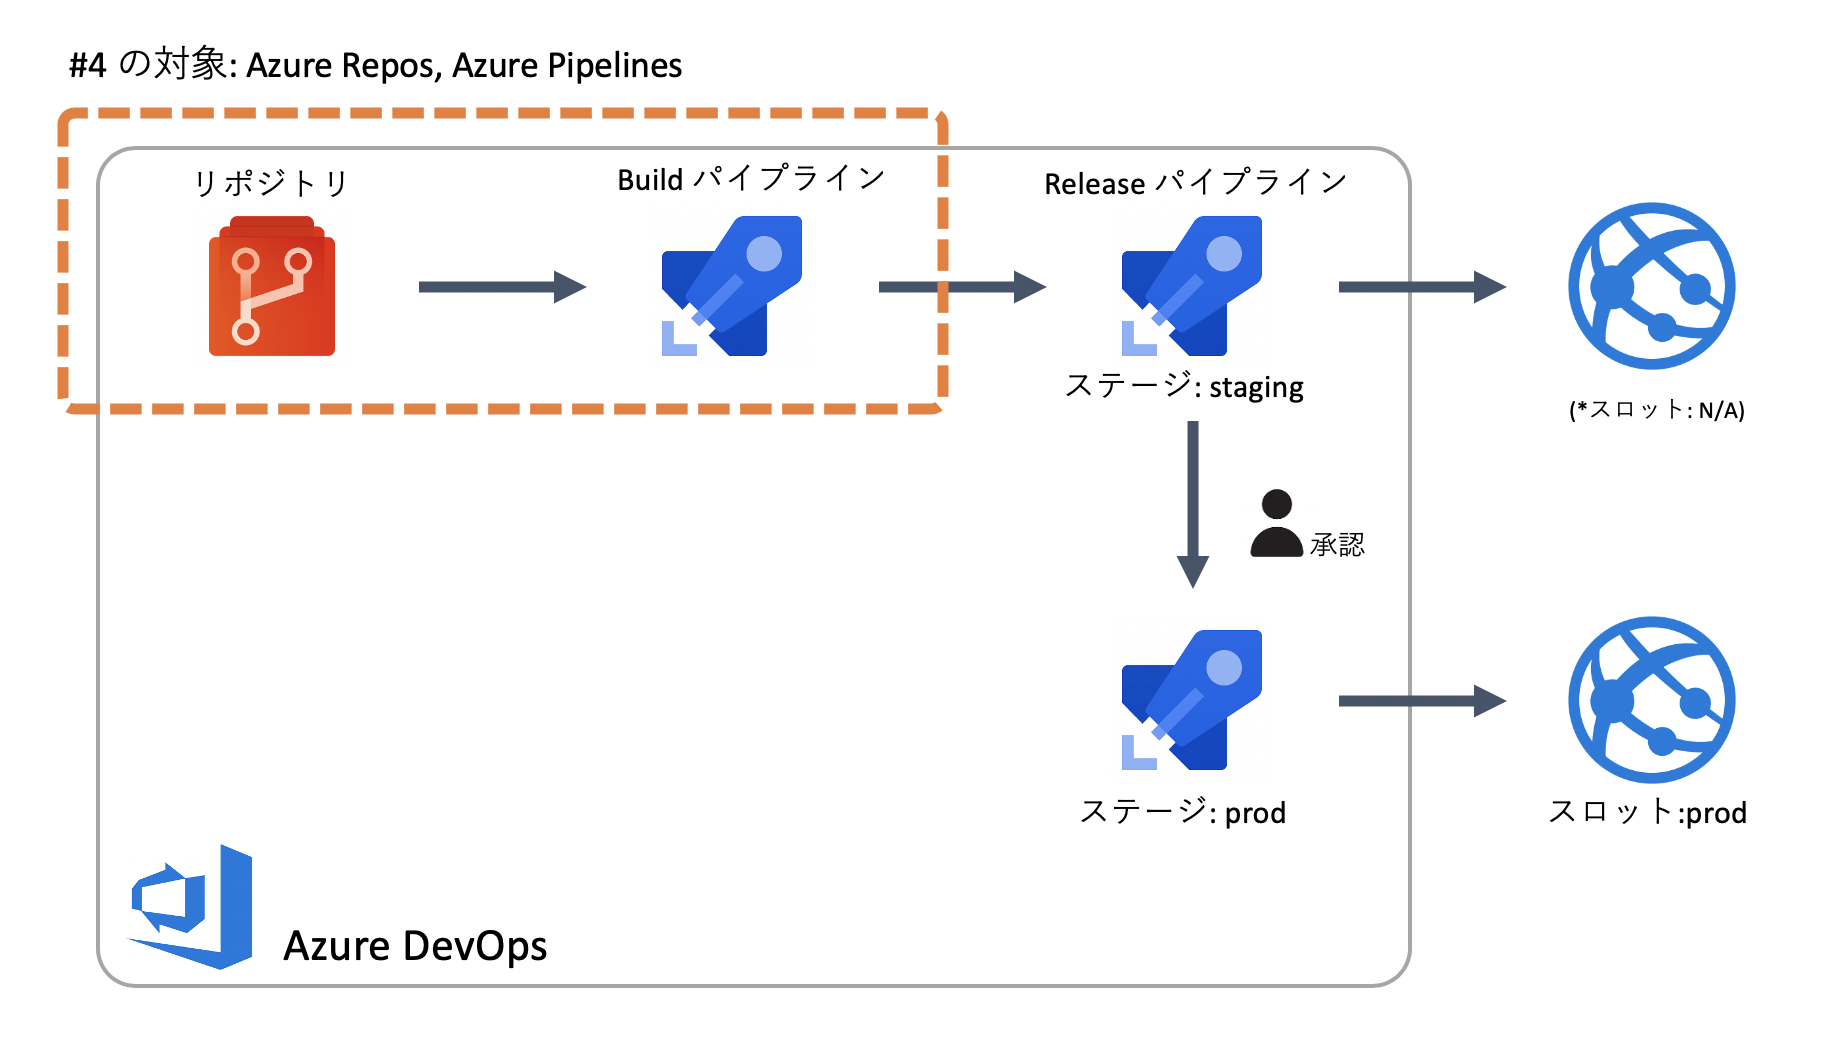 #4 の対象: Azure Repos, Azure Pipelines
リポジトリ
Build パイプライン
Release パイプライン
ステージ: staging
(*スロット: N/A)
承認
ステージ: prod
スロット:prod
Azure DevOps